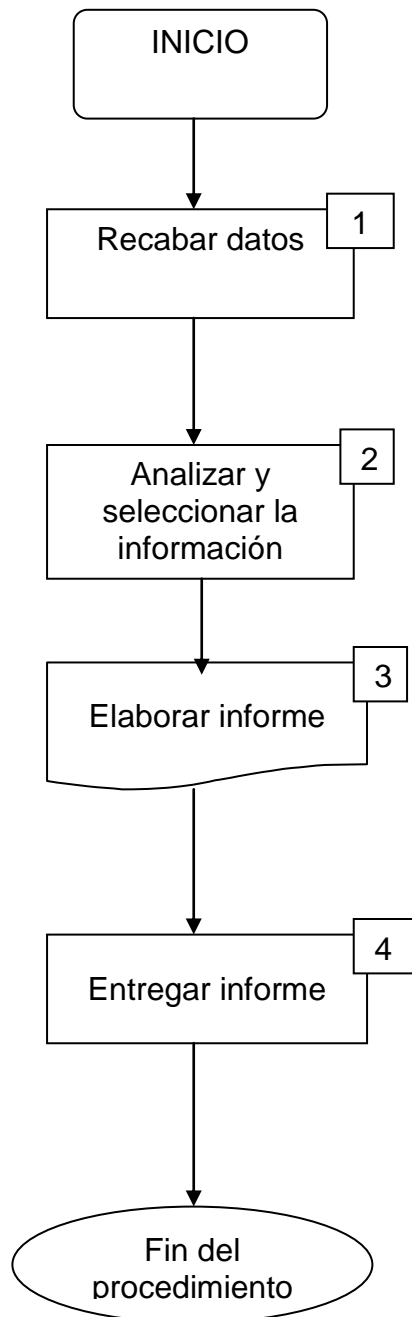 INICIO
1
Recabar datos
2
Analizar y
seleccionar la
información
3
Elaborar informe
4
Entregar informe
Fin del
procedimiento